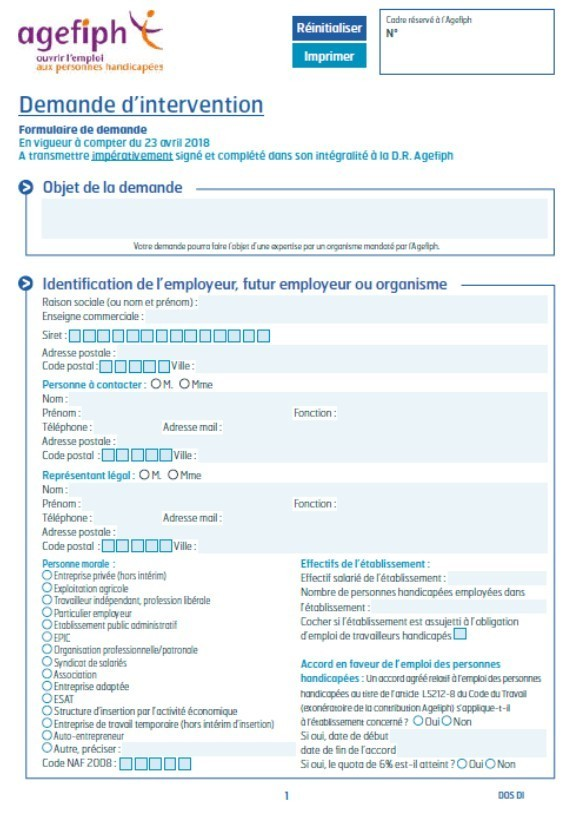 agefiph
ouvrir l'emploi
aux personnes handicapées
Réinitialiser
Imprimer
Cadre réservé à l'Agefiph
N°
Demande d'intervention
Formulaire de demande
En vigueur à compter du 23 avril 2018
A transmettre impérativement signé et complété dans son intégralité à la D.R. Agefiph
Objet de la demande
Votre demande pourra faire l'objet d'une expertise par un organisme mandaté par l'Agefiph.
Identification de l'employeur, futur employeur ou organisme
Raison sociale (ou nom et prénom) :
Enseigne commerciale :
Siret :
Adresse postale :
Code postal : Ville :
Personne à contacter : M. Mme
Nom :
Prénom : Fonction :
Téléphone : Adresse mail :
Adresse postale :
Code postal : Ville :
Représentant légal : M. Mme
Nom :
Prénom : Fonction :
Téléphone : Adresse mail :
Adresse postale :
Code postal : Ville :
Personne morale :
Entreprise privée (hors intérim)
Exploitation agricole
Travailleur indépendant, profession libérale
Particulier employeur
Etablissement public administratif
EPIC
Organisation professionnelle/patronale
Syndicat de salariés
Association
Entreprise adaptée
ESAT
Structure d'insertion par l'activité économique
Entreprise de travail temporaire (hors intérim d'insertion)
Auto-entrepreneur
Autre, préciser :
Code NAF 2008 :
Effectifs de l'établissement :
Effectif salarié de l'établissement :
Nombre de personnes handicapées employées dans
l'établissement :
Cocher si l'établissement est assujetti à l'obligation
d'emploi de travailleurs handicapés
Accord en faveur de l'emploi des personnes
handicapées : Un accord agréé relatif à l'emploi des personnes
handicapées au titre de l'article L5212-8 du Code du Travail
(exonératoire de la contribution Agefiph) s'applique-t-il
à l'établissement concerné ? Oui Non
Si oui, date de début
date de fin de l'accord
Si oui, le quota de 6% est-il atteint ? Oui Non
1
DOS DI